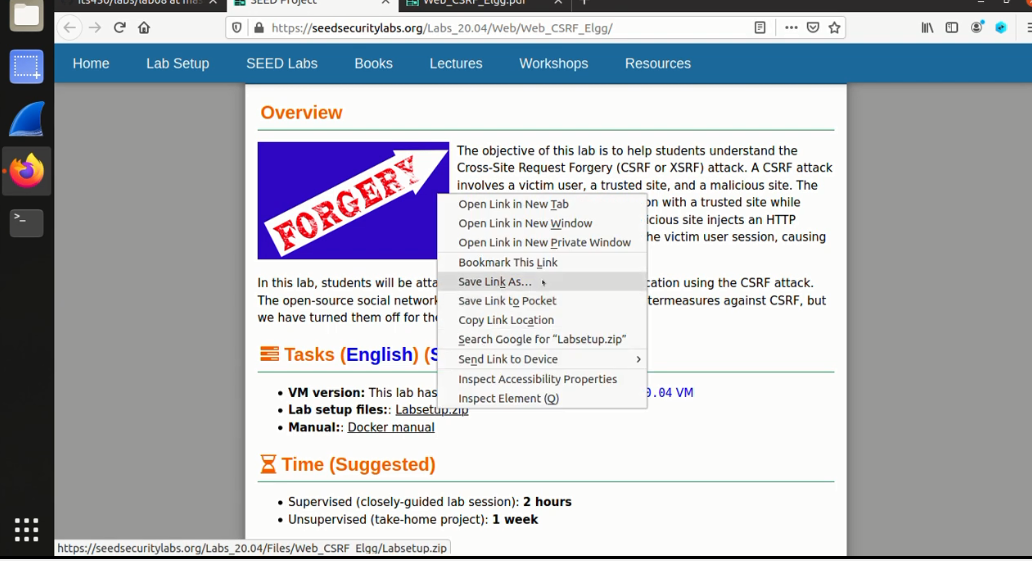 its450/labs/lab08 at mas
SEED Project
Web_CSRF_Elgg.pdf
https://seedsecuritylabs.org/Labs_20.04/Web/Web_CSRF_Elgg/
Home Lab Setup SEED Labs Books Lectures Workshops Resources
Overview
FORGERY
The objective of this lab is to help students understand the
Cross-Site Request Forgery (CSRF or XSRF) attack. A CSRF attack
involves a victim user, a trusted site, and a malicious site. The
on with a trusted site while
icious site injects an HTTP
he victim user session, causing
Open Link in New Tab
Open Link in New Window
Open Link in New Private Window
Bookmark This Link
Save Link As...
Save Link to Pocket
Copy Link Location
Search Google for “Labsetup.zip”
Send Link to Device
Inspect Accessibility Properties
Inspect Element (Q)
In this lab, students will be atta cation using the CSRF attack.
The open-source social network termeasures against CSRF, but
we have turned them off for the
Tasks (English) (S
VM version: This lab has 0.04 VM
Lab setup files:: Labsetup.zip
Manual:: Docker manual
Time (Suggested)
Supervised (closely-guided lab session): 2 hours
Unsupervised (take-home project): 1 week
https://seedsecuritylabs.org/Labs_20.04/Files/Web_CSRF_Elgg/Labsetup.zip